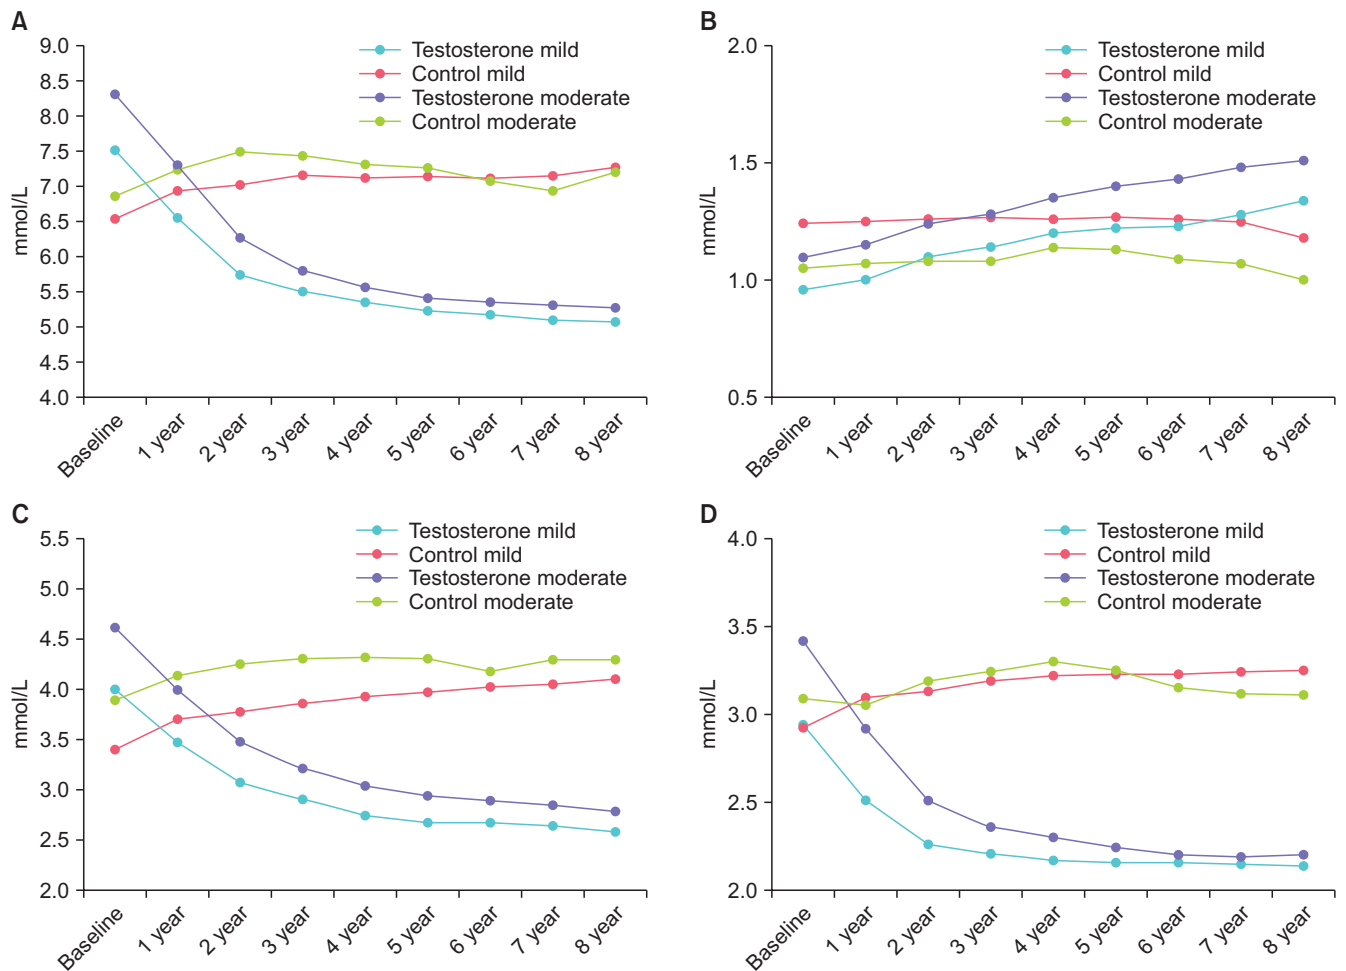 A
9.0
8.5
8.0
7.5
7.0
6.5
6.0
5.5
5.0
4.5
4.0
mmol/L
Testosterone mild
Control mild
Testosterone moderate
Control moderate
Baseline
1 year
2 year
3 year
4 year
5 year
6 year
7 year
8 year
B
2.0
1.5
1.0
0.5
mmol/L
Testosterone mild
Control mild
Testosterone moderate
Control moderate
Baseline
1 year
2 year
3 year
4 year
5 year
6 year
7 year
8 year
C
5.5
5.0
4.5
4.0
3.5
3.0
2.5
2.0
mmol/L
Testosterone mild
Control mild
Testosterone moderate
Control moderate
Baseline
1 year
2 year
3 year
4 year
5 year
6 year
7 year
8 year
D
4.0
3.5
3.0
2.5
2.0
mmol/L
Testosterone mild
Control mild
Testosterone moderate
Control moderate
Baseline
1 year
2 year
3 year
4 year
5 year
6 year
7 year
8 year